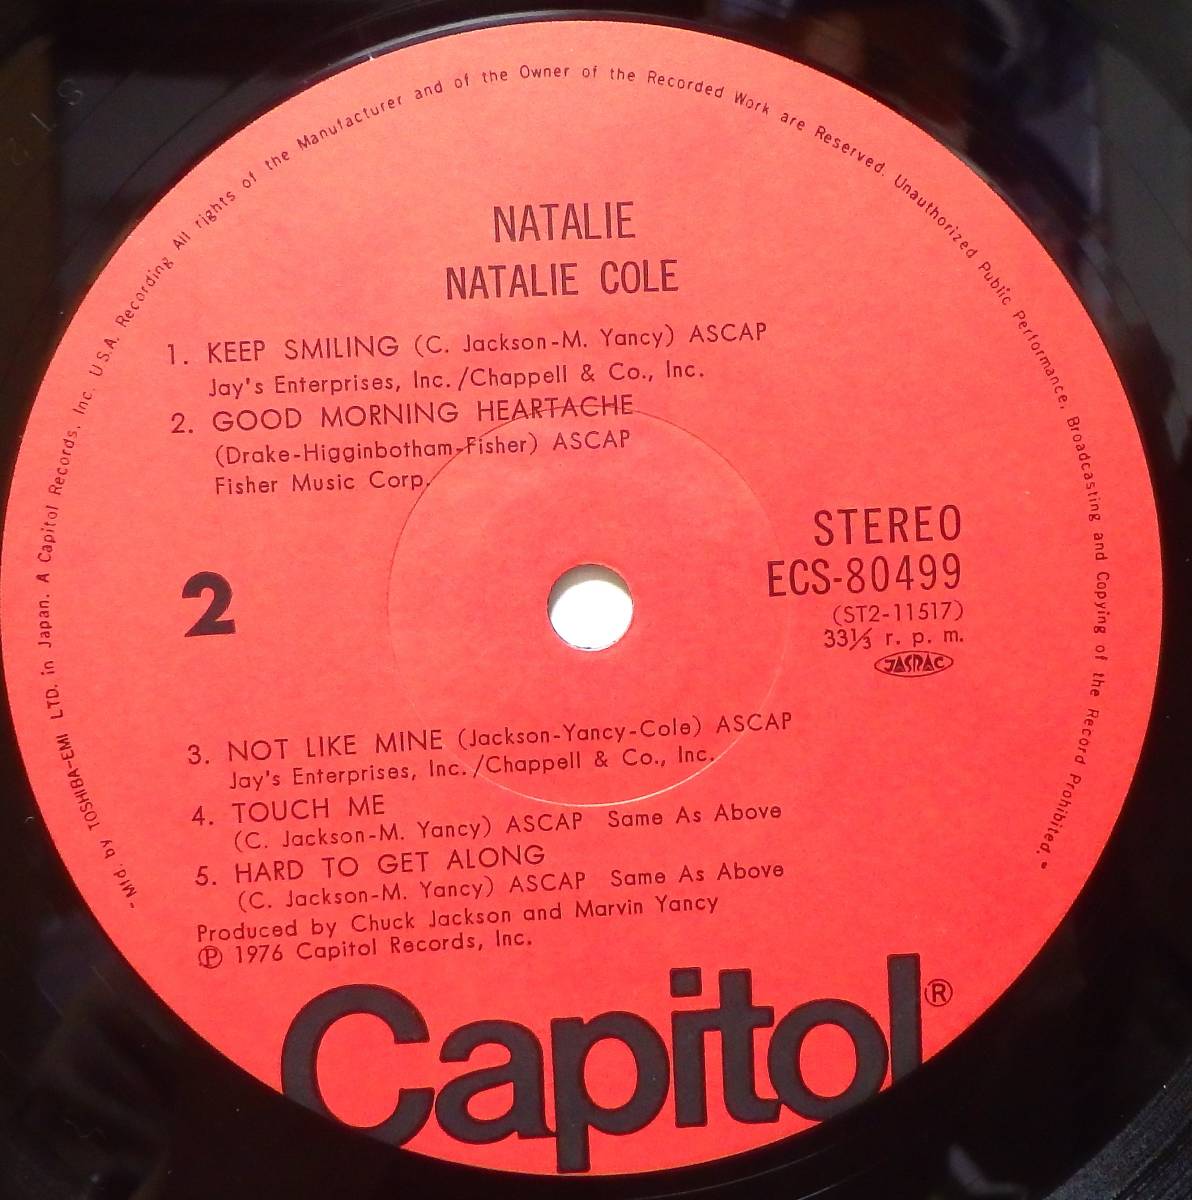 "Mfd. by TOSHIBA-EMI LTD. in Japan. A Capitol Records, Inc. U.S.A. Recording All rights of the Manufacturer and of the Owner of the Recorded Work are Reserved. Unauthorized Public Performance, Broadcasting and Copying of the Record Prohibited."
NATALIE
NATALIE COLE
1. KEEP SMILING (C. Jackson-M. Yancy) ASCAP
Jay's Enterprises, Inc./Chappell & Co., Inc.
2. GOOD MORNING HEARTACHE
(Drake-Higginbotham-Fisher) ASCAP
Fisher Music Corp.
STEREO
ECS-80499
(ST2-11517)
33⅓ r. p. m.
JASRAC
2
3. NOT LIKE MINE (Jackson-Yancy-Cole) ASCAP
Jay's Enterprises, Inc./Chappell & Co., Inc.
4. TOUCH ME
(C. Jackson-M. Yancy) ASCAP Same As Above
5. HARD TO GET ALONG
(C. Jackson-M. Yancy) ASCAP Same As Above
Produced by Chuck Jackson and Marvin Yancy
℗ 1976 Capitol Records, Inc.
Capitol®